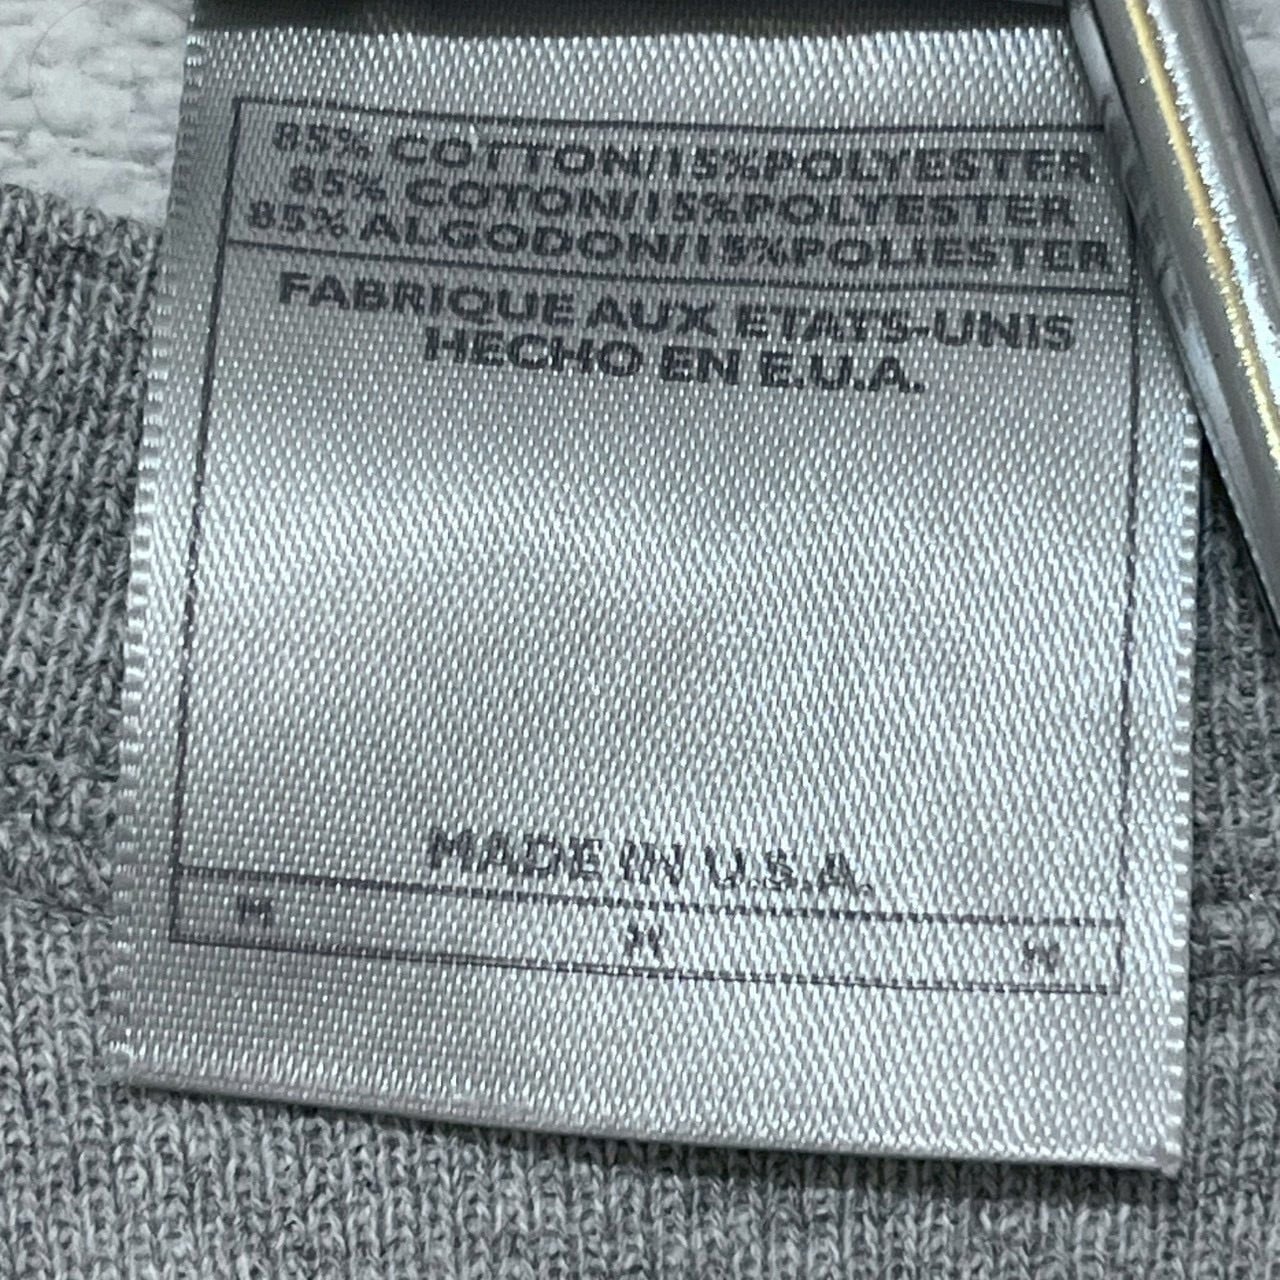 85% COTTON/15%POLYESTER
85% COTON/15%POLYESTER
85% ALGODON/15%POLIESTER
FABRIQUE AUX ETATS-UNIS
HECHO EN E.U.A.
MADE IN U.S.A.
M M M